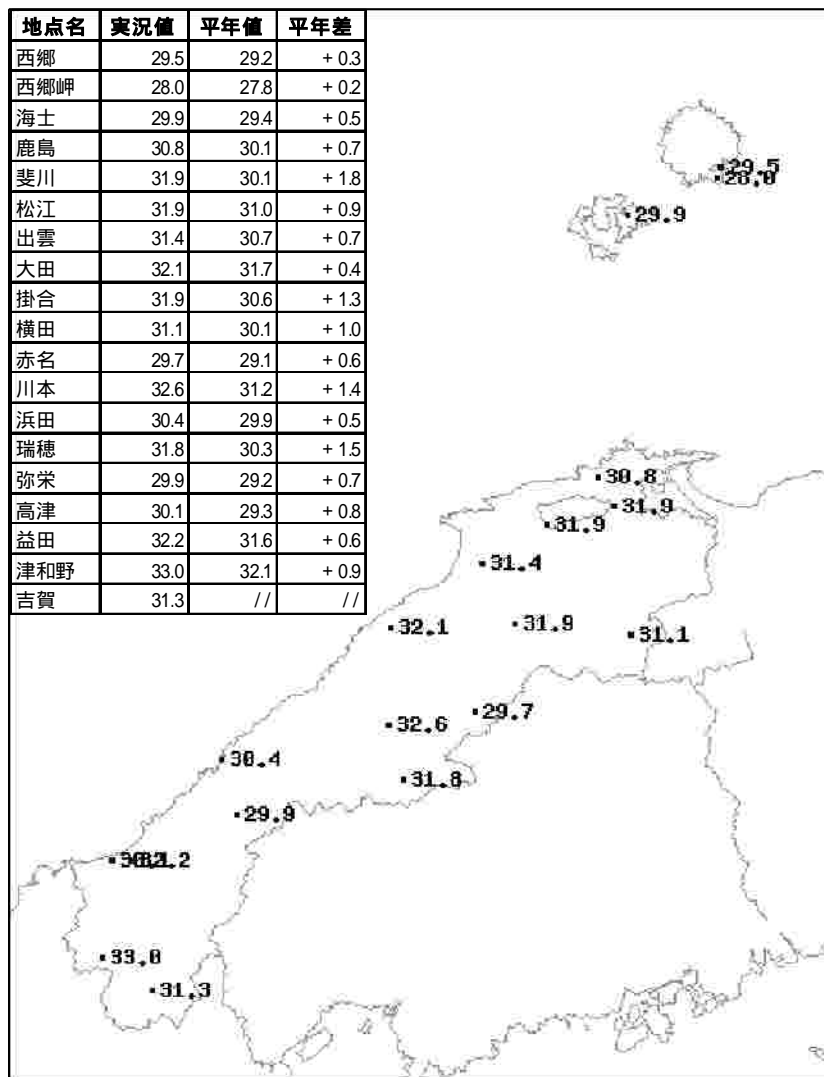 地点名 実況値 平年値 平年差
西郷 29.5 29.2 + 0.3
西郷岬 28.0 27.8 + 0.2
海士 29.9 29.4 + 0.5
鹿島 30.8 30.1 + 0.7
斐川 31.9 30.1 + 1.8
松江 31.9 31.0 + 0.9
出雲 31.4 30.7 + 0.7
大田 32.1 31.7 + 0.4
掛合 31.9 30.6 + 1.3
横田 31.1 30.1 + 1.0
赤名 29.7 29.1 + 0.6
川本 32.6 31.2 + 1.4
浜田 30.4 29.9 + 0.5
瑞穂 31.8 30.3 + 1.5
弥栄 29.9 29.2 + 0.7
高津 30.1 29.3 + 0.8
益田 32.2 31.6 + 0.6
津和野 33.0 32.1 + 0.9
吉賀 31.3 // //
29.5
28.0
29.9
30.8
31.9
31.9
31.4
31.9
32.1
31.1
29.7
32.6
30.4
31.8
29.9
33.0
31.3